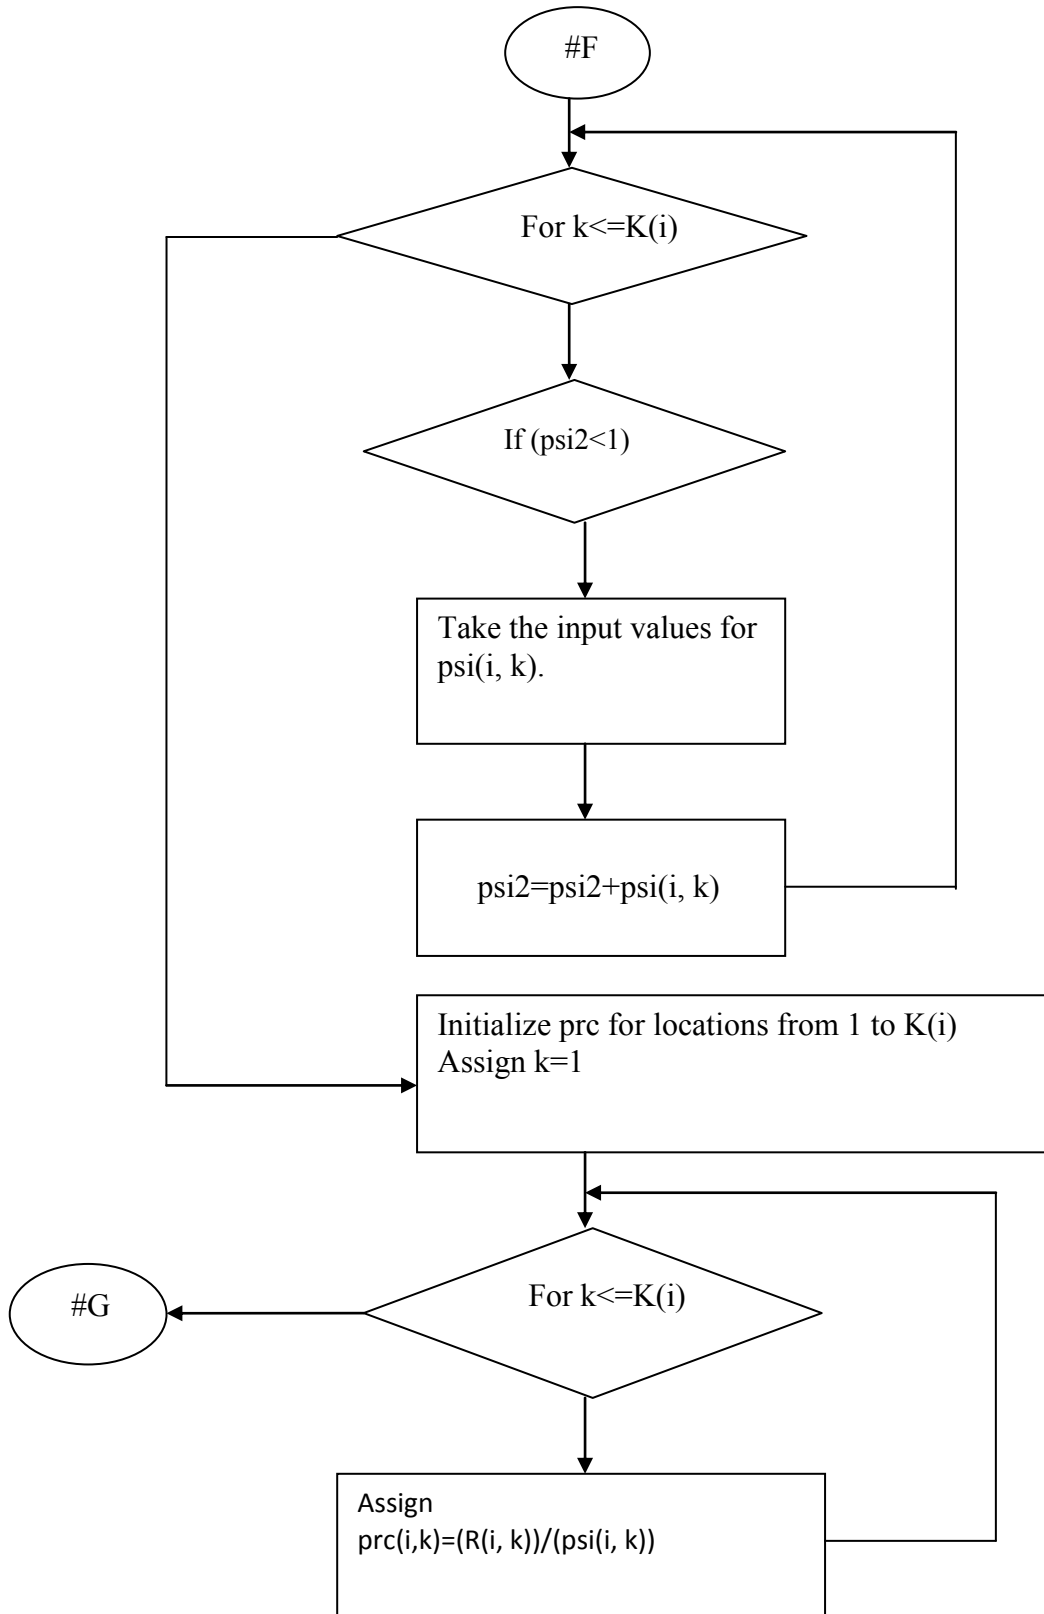 #F
For k<=K(i)
If (psi2<1)
Take the input values for
psi(i, k).
psi2=psi2+psi(i, k)
Initialize prc for locations from 1 to K(i)
Assign k=1
For k<=K(i)
#G
Assign
prc(i,k)=(R(i, k))/(psi(i, k))